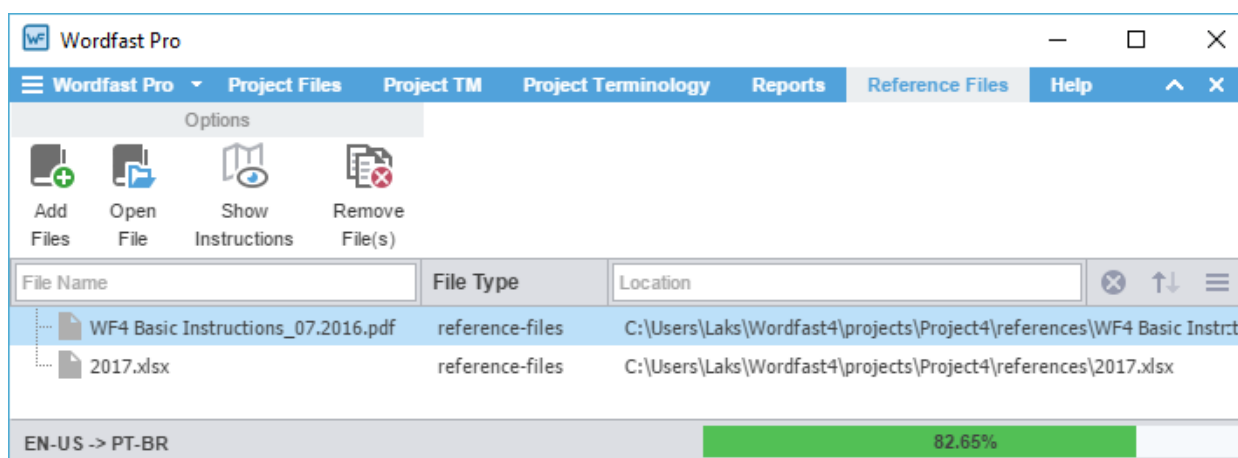 WF Wordfast Pro
Wordfast Pro Project Files Project TM Project Terminology Reports Reference Files Help
Options
Add Files
Open File
Show Instructions
Remove File(s)
File Name File Type Location
WF4 Basic Instructions_07.2016.pdf reference-files C:\Users\Laks\Wordfast4\projects\Project4\references\WF4 Basic
2017.xlsx reference-files C:\Users\Laks\Wordfast4\projects\Project4\references\2017.xlsx
EN-US -> PT-BR 82.65%